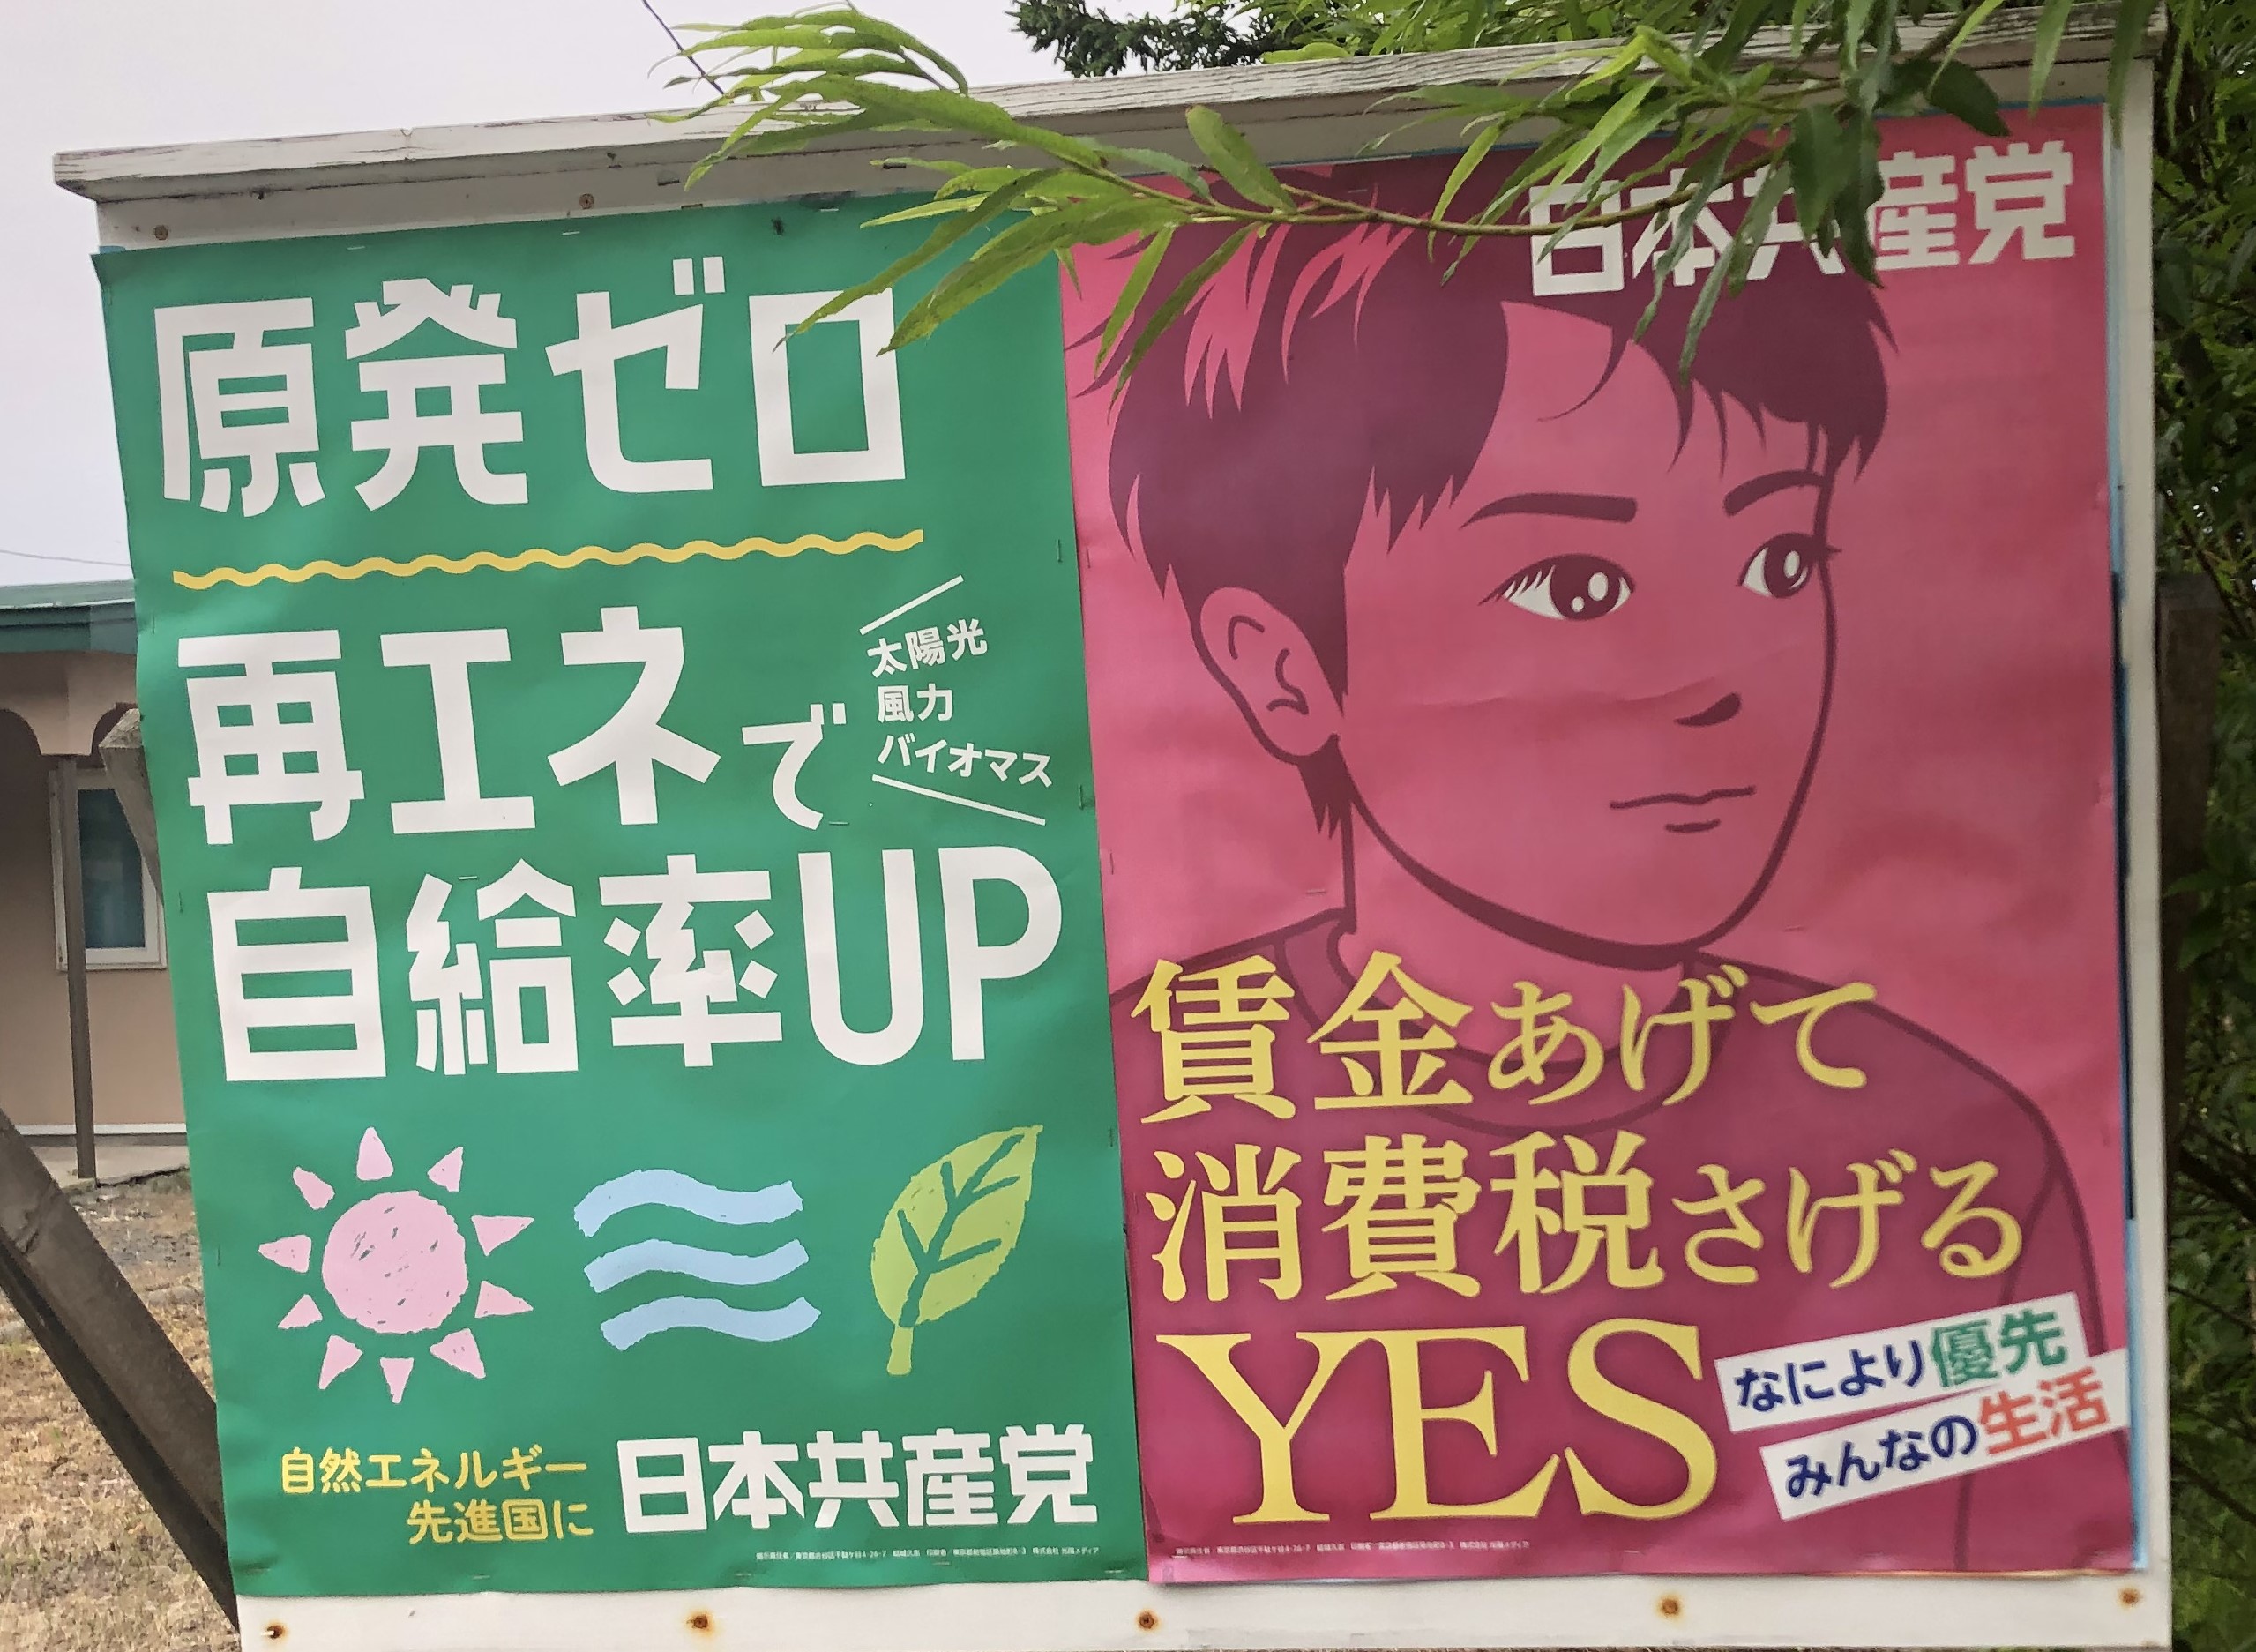 原発ゼロ
再エネで
太陽光
風力
バイオマス
自給率UP
自然エネルギー
先進国に
日本共産党
日本共産党
賃金あげて
消費税さげる
YES
なにより優先
みんなの生活